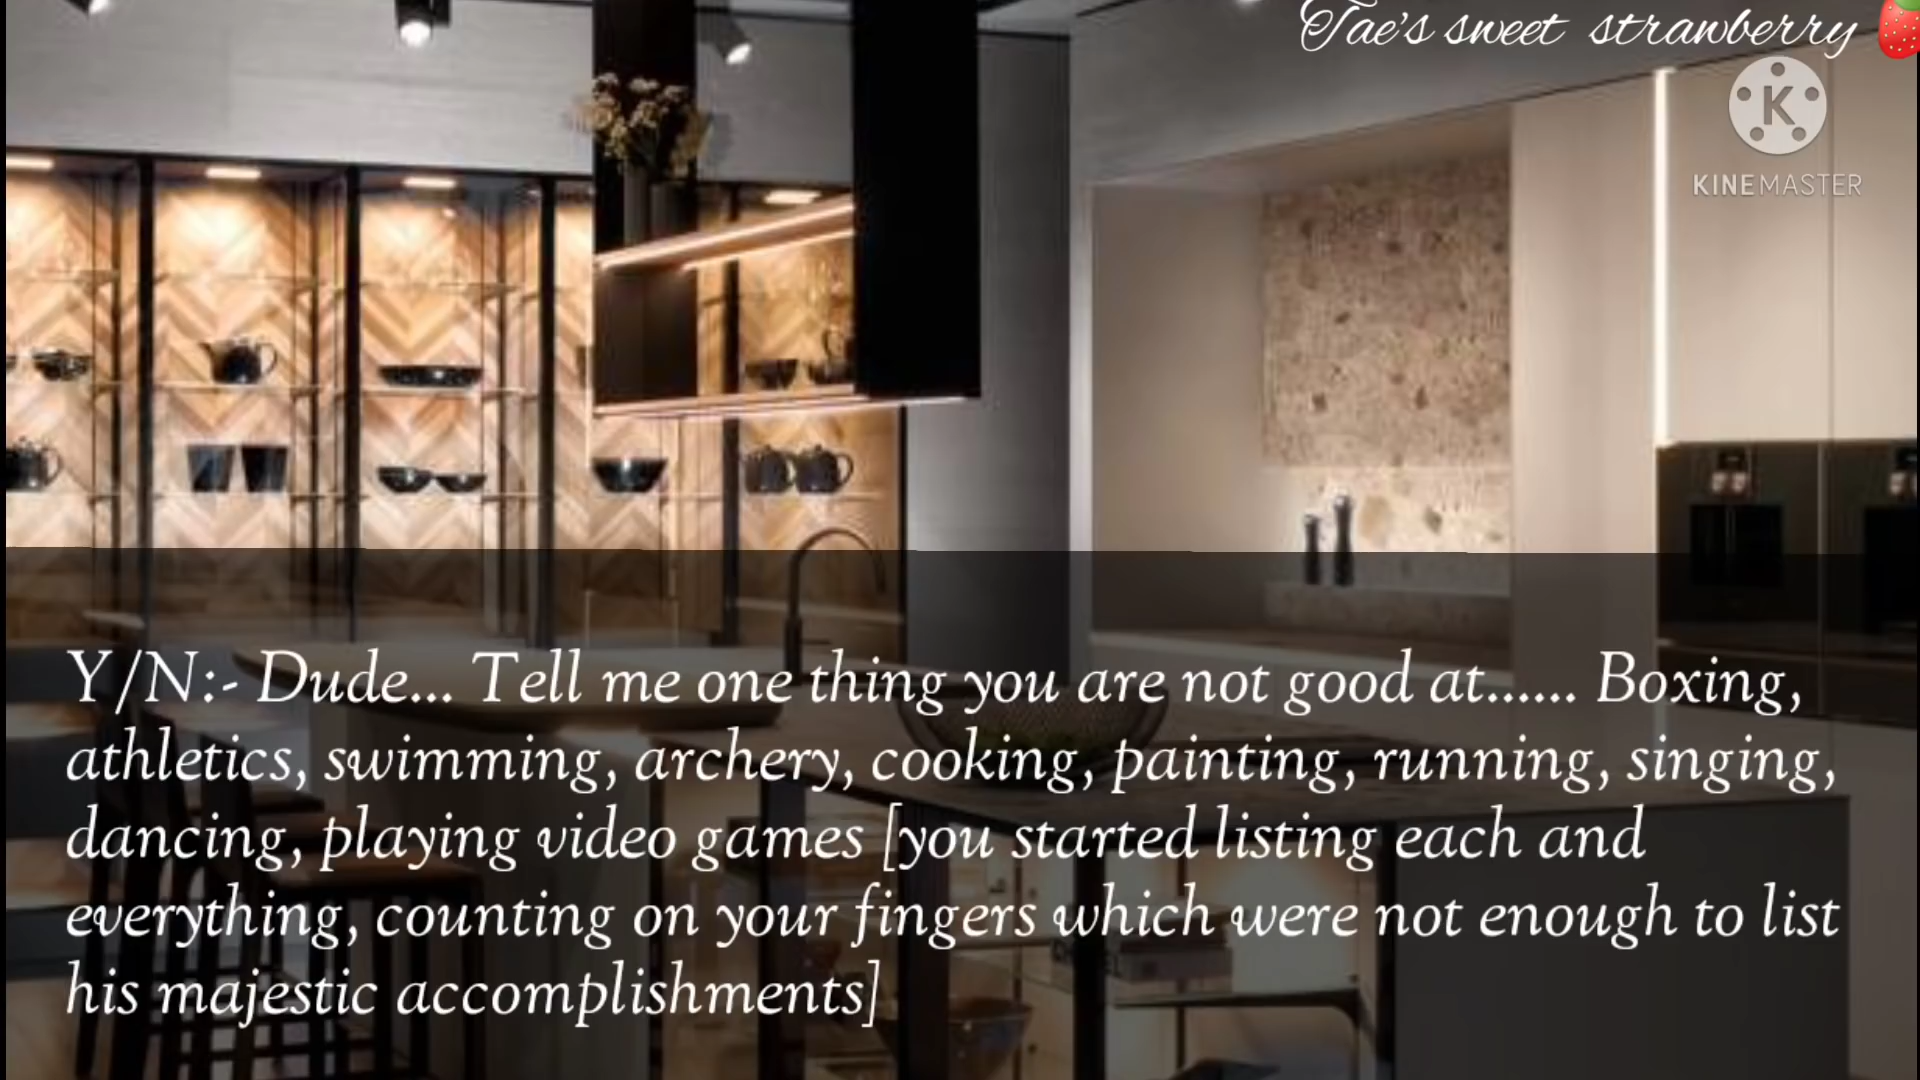 Tae's sweet strawberry
K
KINEMASTER
Y/N:- Dude... Tell me one thing you are not good at...... Boxing,
athletics, swimming, archery, cooking, painting, running, singing,
dancing, playing video games [you started listing each and
everything, counting on your fingers which were not enough to list
his majestic accomplishments]